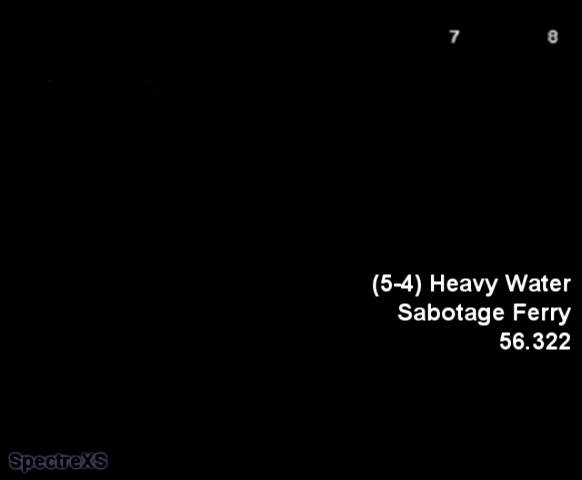 7 8
(5-4) Heavy Water
Sabotage Ferry
56.322
SpectreXS